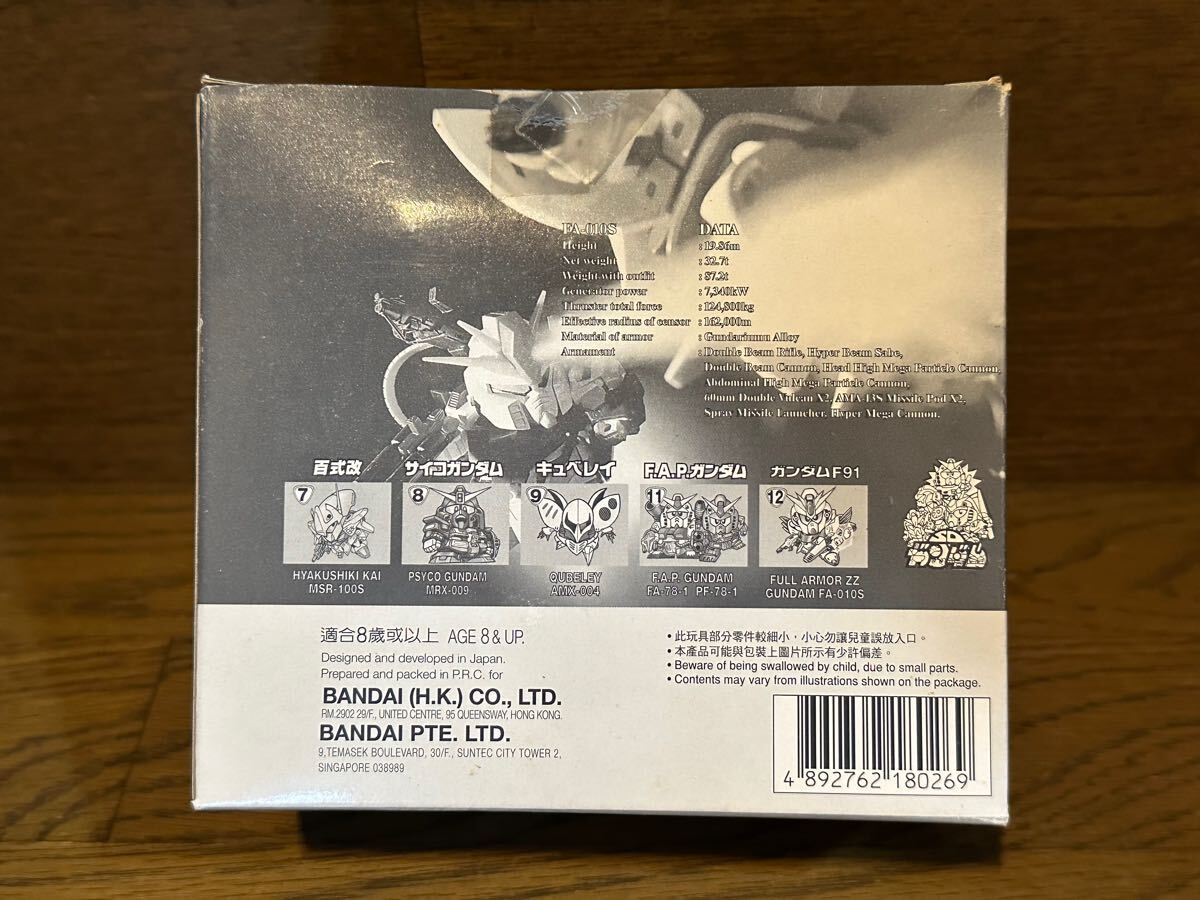 FA-010S DATA
Height : 19.86m
Net weight : 32.7t
Weight with outfit : 87.2t
Generator power : 7,340kW
Thruster total force : 124,800kg
Effective radius of censor : 162,000m
Material of armor : Gundariumu Alloy
Armament : Double Beam Rifle, Hyper Beam Sabe,
Double Beam Cannon, Head High Mega Particle Cannon,
Abdominal High Mega Particle Cannon,
60mm Double Vulcan X2, AMA-13S Missile Pod X2,
Spray Missile Launcher, Hyper Mega Cannon.
百式改 サイコガンダム キュベレイ F.A.P.ガンダム ガンダムF91
7 8 9 11 12
HYAKUSHIKI KAI PSYCO GUNDAM QUBELEY F.A.P. GUNDAM FULL ARMOR ZZ
MSR-100S MRX-009 AMX-004 FA-78-1 PF-78-1 GUNDAM FA-010S
適合8歲或以上 AGE 8 & UP.
Designed and developed in Japan.
Prepared and packed in P.R.C. for
BANDAI (H.K.) CO., LTD.
RM.2902 29/F., UNITED CENTRE, 95 QUEENSWAY, HONG KONG.
BANDAI PTE. LTD.
9,TEMASEK BOULEVARD, 30/F., SUNTEC CITY TOWER 2,
SINGAPORE 038989
• 此玩具部分零件較細小，小心勿讓兒童誤放入口。
• 本產品可能與包裝上圖片所示有少許偏差。
• Beware of being swallowed by child, due to small parts.
• Contents may vary from illustrations shown on the package.
4 892762 180269